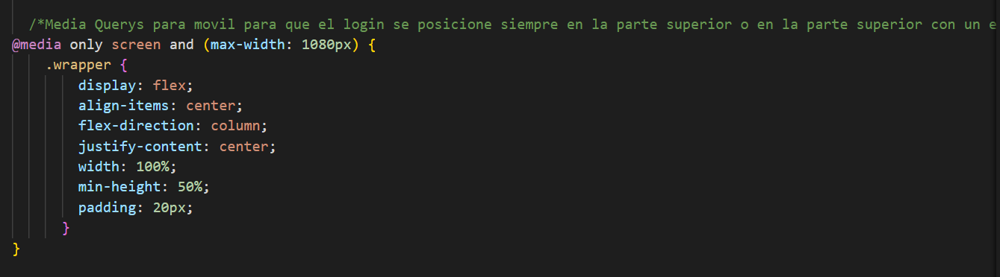 /*Media Querys para movil para que el login se posicione siempre en la parte superior o en la parte superior con un e
@media only screen and (max-width: 1080px) {
.wrapper {
display: flex;
align-items: center;
flex-direction: column;
justify-content: center;
width: 100%;
min-height: 50%;
padding: 20px;
}
}